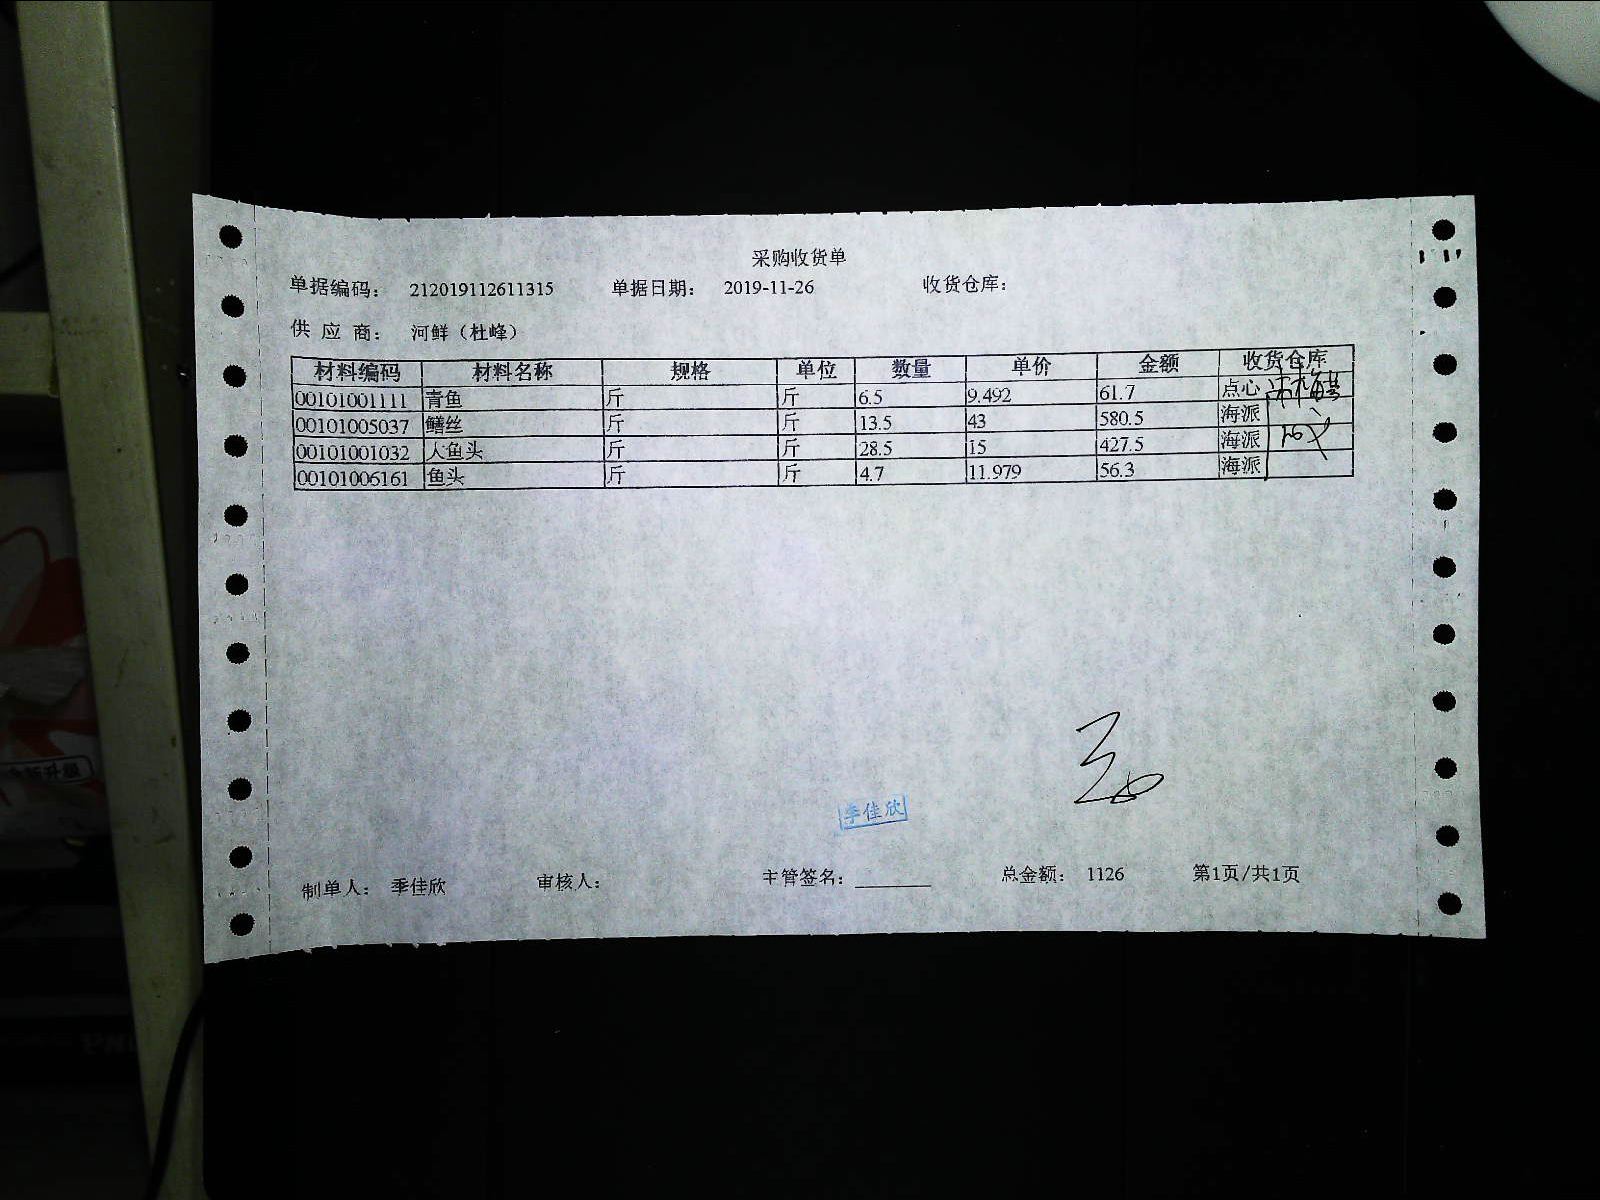 采购收货单
单据编码: 212019112611315 单据日期: 2019-11-26 收货仓库:
供应商: 河鲜（杜峰）
材料编码 材料名称 规格 单位 数量 单价 金额 收货仓库
00101001111 青鱼 斤 斤 6.5 9.492 61.7 点心
00101005037 鳝丝 斤 斤 13.5 43 580.5 海派
00101001032 大鱼头 斤 斤 28.5 15 427.5 海派
00101006161 鱼头 斤 斤 4.7 11.979 56.3 海派
季佳欣
制单人: 季佳欣 审核人: 主管签名: 总金额: 1126 第1页/共1页